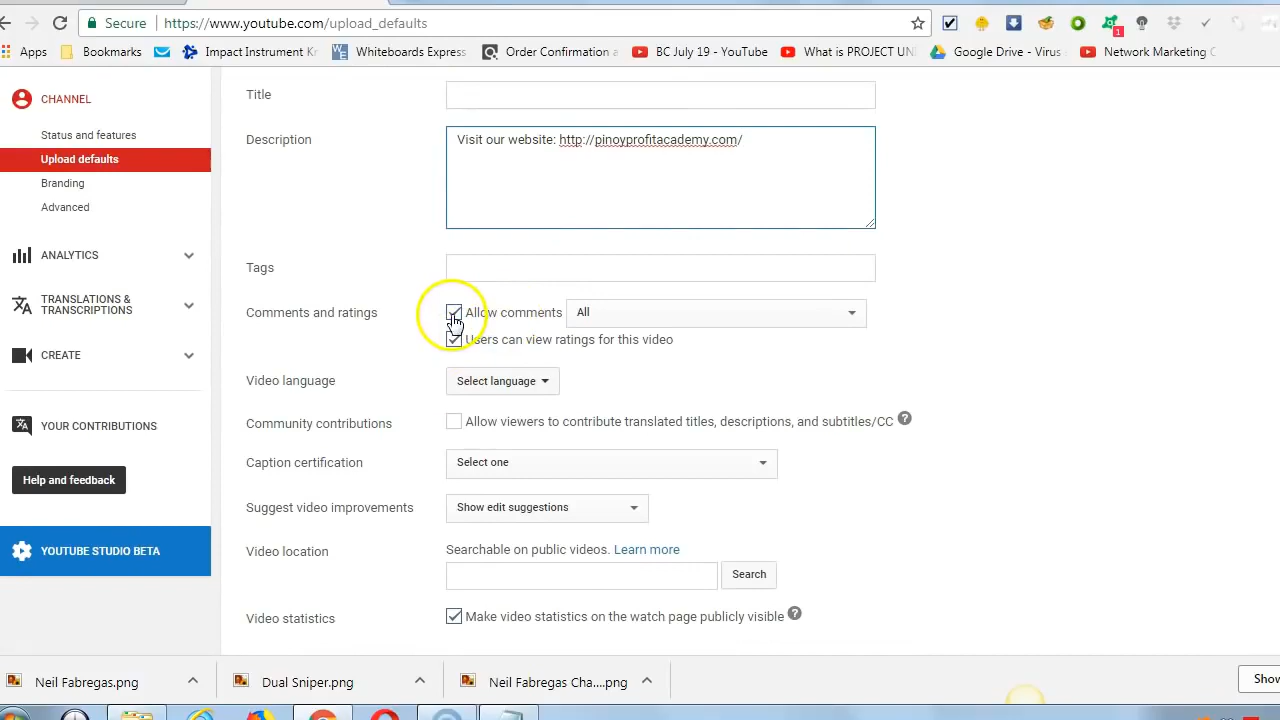 Secure https://www.youtube.com/upload_defaults
Apps Bookmarks Impact Instrument Kr Whiteboards Express Order Confirmation a BC July 19 - YouTube What is PROJECT UNI Google Drive - Virus Network Marketing C
1
CHANNEL
Status and features
Upload defaults
Branding
Advanced
ANALYTICS
TRANSLATIONS &
TRANSCRIPTIONS
CREATE
YOUR CONTRIBUTIONS
Help and feedback
YOUTUBE STUDIO BETA
Title
Description
Visit our website: http://pinoyprofitacademy.com/
Tags
Comments and ratings
Allow comments All
Users can view ratings for this video
Video language
Select language
Community contributions
Allow viewers to contribute translated titles, descriptions, and subtitles/CC ?
Caption certification
Select one
Suggest video improvements
Show edit suggestions
Video location
Searchable on public videos. Learn more
Search
Video statistics
Make video statistics on the watch page publicly visible ?
Neil Fabregas.png Dual Sniper.png Neil Fabregas Cha....png Show